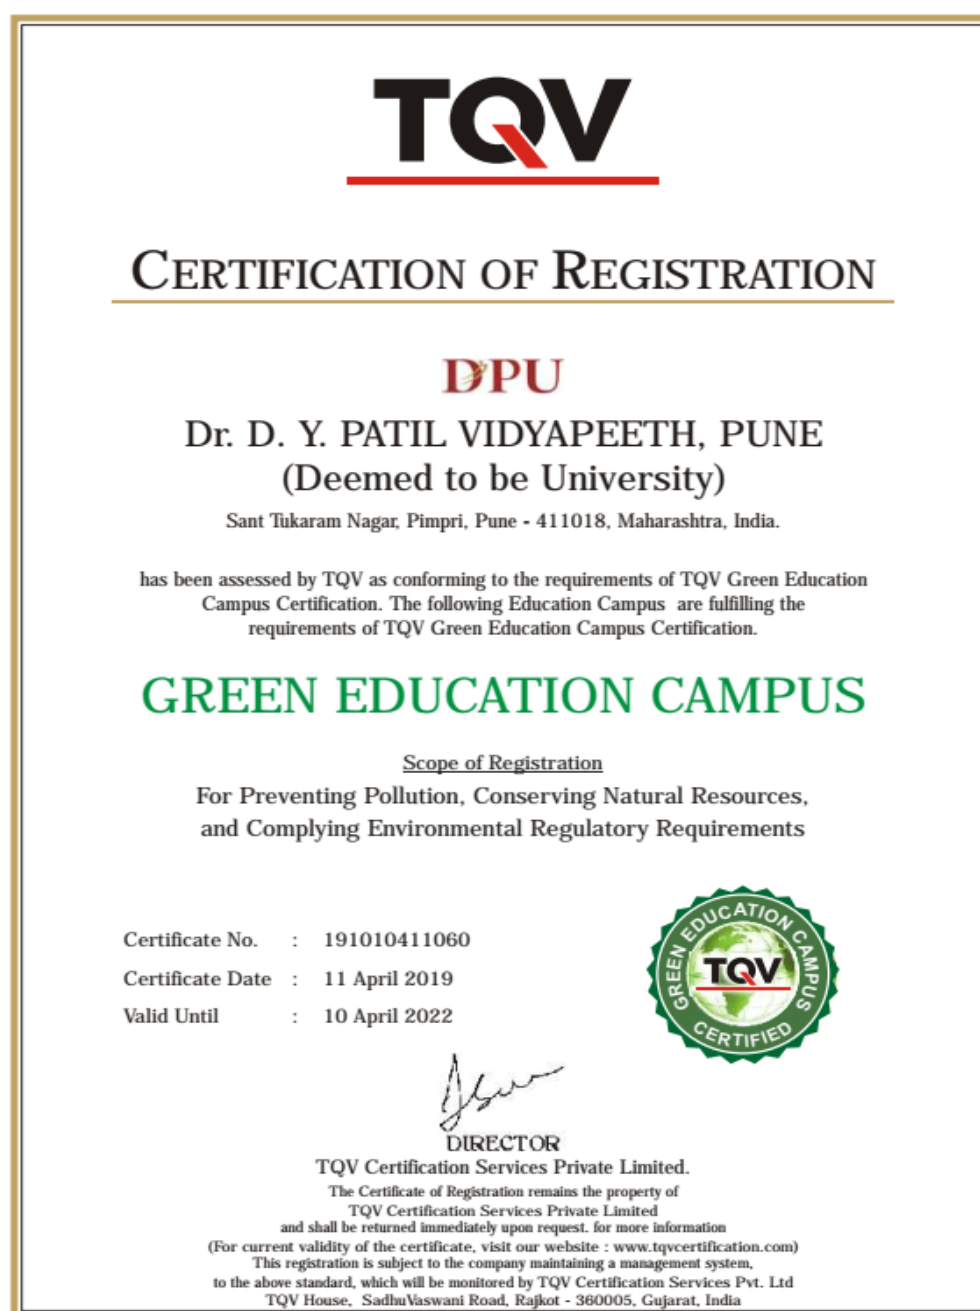 TQV
CERTIFICATION OF REGISTRATION
DPU
Dr. D. Y. PATIL VIDYAPEETH, PUNE
(Deemed to be University)
Sant Tukaram Nagar, Pimpri, Pune - 411018, Maharashtra, India.
has been assessed by TQV as conforming to the requirements of TQV Green Education
Campus Certification. The following Education Campus are fulfilling the
requirements of TQV Green Education Campus Certification.
GREEN EDUCATION CAMPUS
Scope of Registration
For Preventing Pollution, Conserving Natural Resources,
and Complying Environmental Regulatory Requirements
Certificate No. : 191010411060
Certificate Date : 11 April 2019
Valid Until : 10 April 2022
GREEN EDUCATION CAMPUS
TQV
CERTIFIED
DIRECTOR
TQV Certification Services Private Limited.
The Certificate of Registration remains the property of
TQV Certification Services Private Limited
and shall be returned immediately upon request. for more information
(For current validity of the certificate, visit our website : www.tqvcertification.com)
This registration is subject to the company maintaining a management system,
to the above standard, which will be monitored by TQV Certification Services Pvt. Ltd
TQV House, SadhuVaswani Road, Rajkot - 360005, Gujarat, India